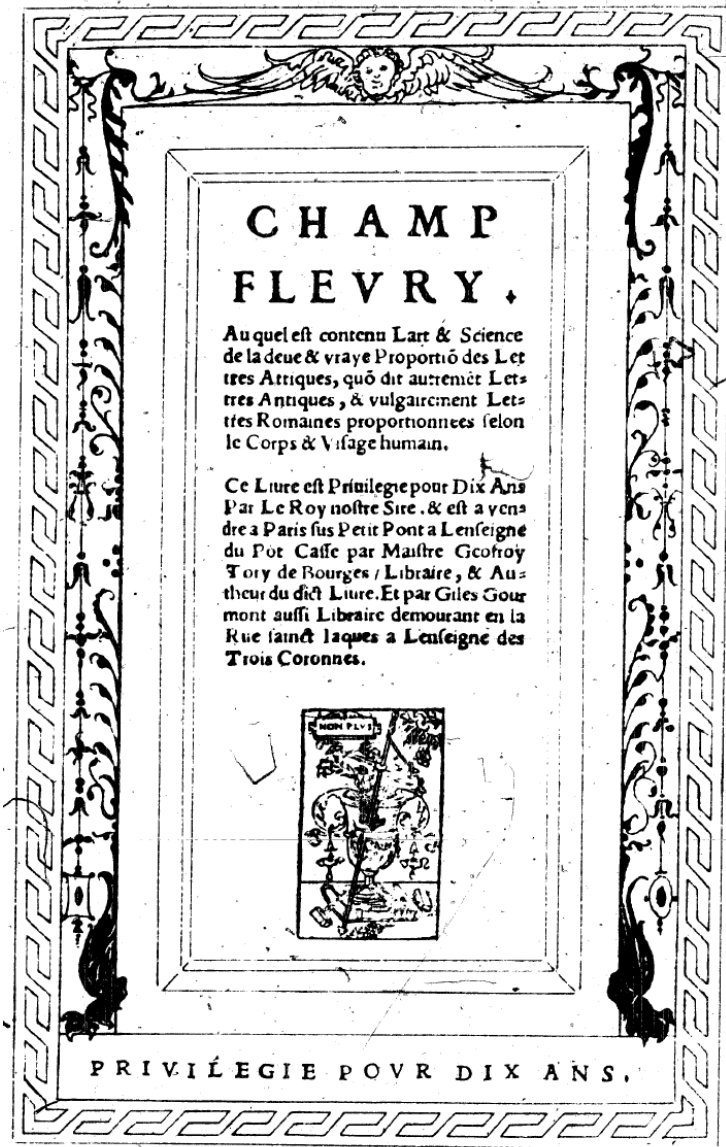 CHAMP
FLEVRY.
Auquel est contenu Lart & Science
de la deue & vraye Proportiõ des Let
tres Attiques, quõ dit autremẽt Let=
tres Antiques, & vulgairement Let=
tres Romaines proportionnees selon
le Corps & Visage humain.
Ce Liure est Priuilegie pour Dix Ans
Par Le Roy nostre Sire. & est a ven=
dre a Paris sus Petit Pont a Lenseigne
du Pot Casse par Maistre Geofroy
Tory de Bourges / Libraire, & Au=
theur du dict Liure. Et par Giles Gour
mont aussi Libraire demourant en la
Rue sainct Iaques a Lenseigne des
Trois Coronnes.
NON PLVS
PRIVILEGIE POVR DIX ANS.